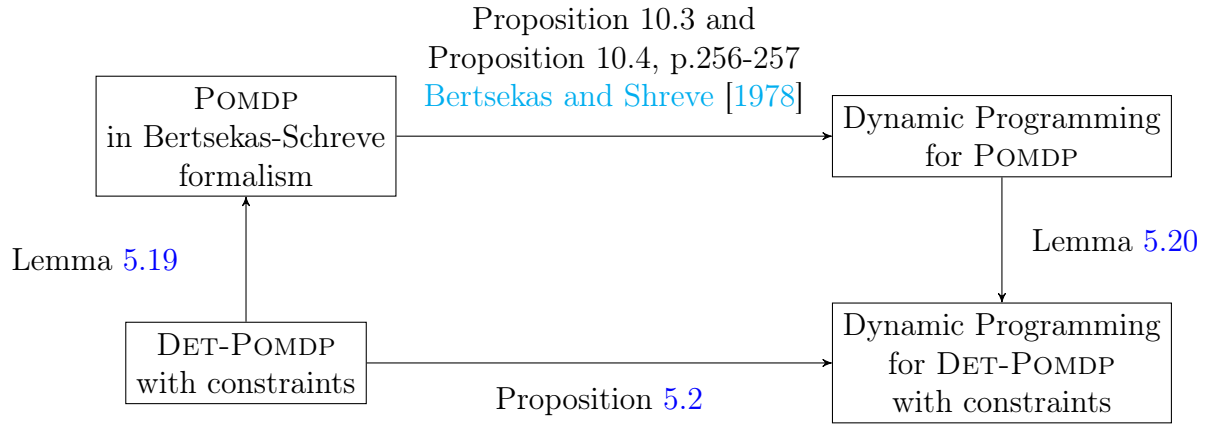 Proposition 10.3 and
Proposition 10.4, p.256-257
Bertsekas and Shreve [1978]
POMDP
in Bertsekas-Schreve
formalism
Dynamic Programming
for POMDP
Lemma 5.19
Lemma 5.20
DET-POMDP
with constraints
Proposition 5.2
Dynamic Programming
for DET-POMDP
with constraints